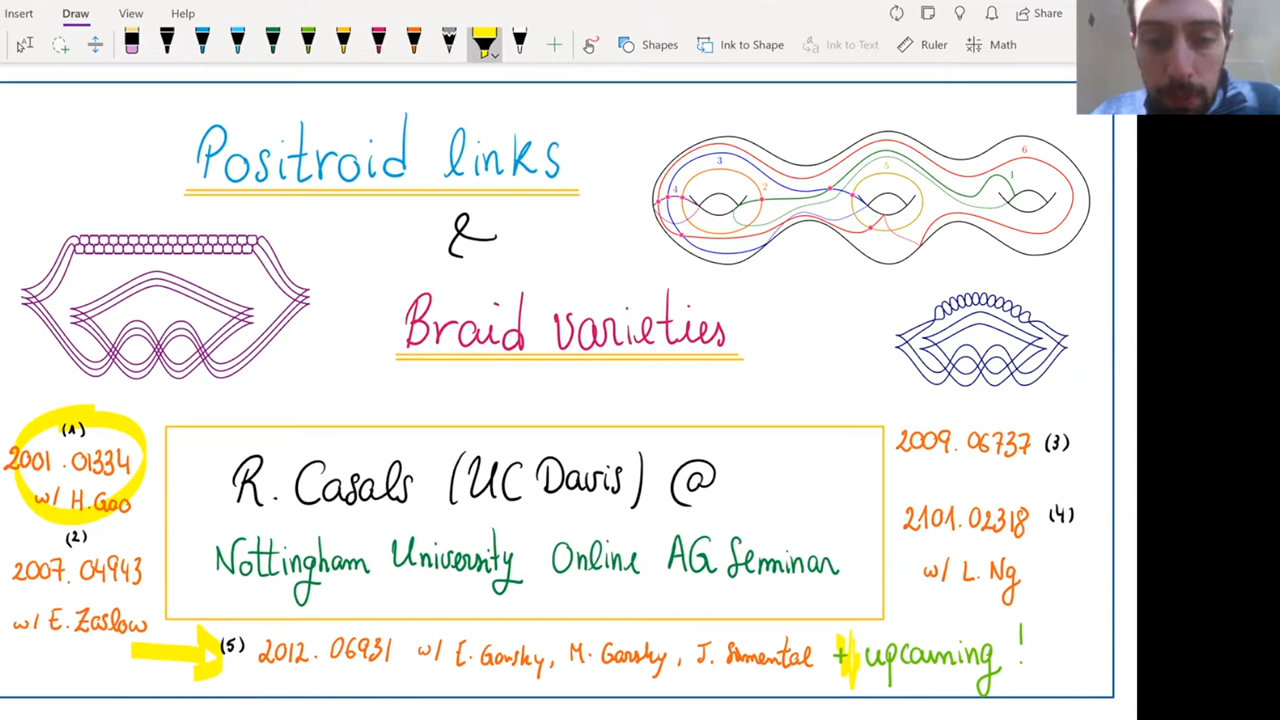 Insert Draw View Help Share
Shapes Ink to Shape Ink to Text Ruler Math
Positroid links
&
Braid varieties
3 4 2 5 1 6
(1)
2001.01334
w/ H. Gao
(2)
2007.04943
w/ E. Zaslow
R. Casals (UC Davis) @
Nottingham University Online AG Seminar
2009.06737 (3)
2101.02318 (4)
w/ L. Ng
(5) 2012.06931 w/ E. Gorsky, M. Gorsky, J. Simental + upcoming!